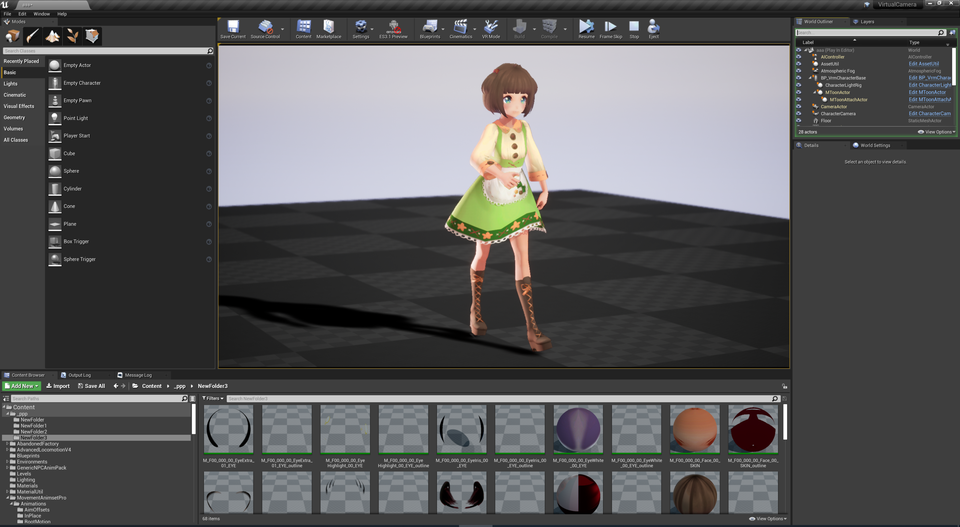 ppp
VirtualCamera
File Edit Window Help
Modes
Search Classes
Recently Placed
Basic
Lights
Cinematic
Visual Effects
Geometry
Volumes
All Classes
Empty Actor
Empty Character
Empty Pawn
Point Light
Player Start
Cube
Sphere
Cylinder
Cone
Plane
Box Trigger
Sphere Trigger
Save Current
Source Control
Content
Marketplace
Settings
ES3.1 Preview
Blueprints
Cinematics
VR Mode
Build
Compile
Resume
Frame Skip
Stop
Eject
World Outliner
Layers
Search...
Label Type
ppp (Play In Editor) World
AIController AIController
AssetUtil Edit AssetUtil
Atmospheric Fog AtmosphericFog
BP_VrmCharacterBase Edit BP_VrmChara
CharacterLightRig Edit CharacterLigh
MToonActor Edit MToonActor
MToonAttachActor Edit MToonAttachA
CameraActor CameraActor
CharacterCamera Edit CharacterCam
Floor StaticMeshActor
28 actors
View Options
Details
World Settings
Select an object to view details.
Content Browser
Output Log
Message Log
Add New
Import
Save All
Content
_ppp
NewFolder3
Search Paths
Content
_ppp
NewFolder
NewFolder1
NewFolder2
NewFolder3
AbandonedFactory
AdvancedLocomotionV4
Blueprints
Environments
GenericNPCAnimPack
Levels
Lighting
Materials
MaterialUtil
MovementAnimsetPro
Animations
AimOffsets
InPlace
RootMotion
Filters
Search NewFolder3
M_F00_000_00_EyeExtra_01_EYE
M_F00_000_00_EyeExtra_01_EYE_outline
M_F00_000_00_EyeHighlight_00_EYE
M_F00_000_00_EyeHighlight_00_EYE_outline
M_F00_000_00_EyeIris_00_EYE
M_F00_000_00_EyeIris_00_EYE_outline
M_F00_000_00_EyeWhite_00_EYE
M_F00_000_00_EyeWhite_00_EYE_outline
M_F00_000_00_Face_00_SKIN
M_F00_000_00_Face_00_SKIN_outline
68 items
View Options